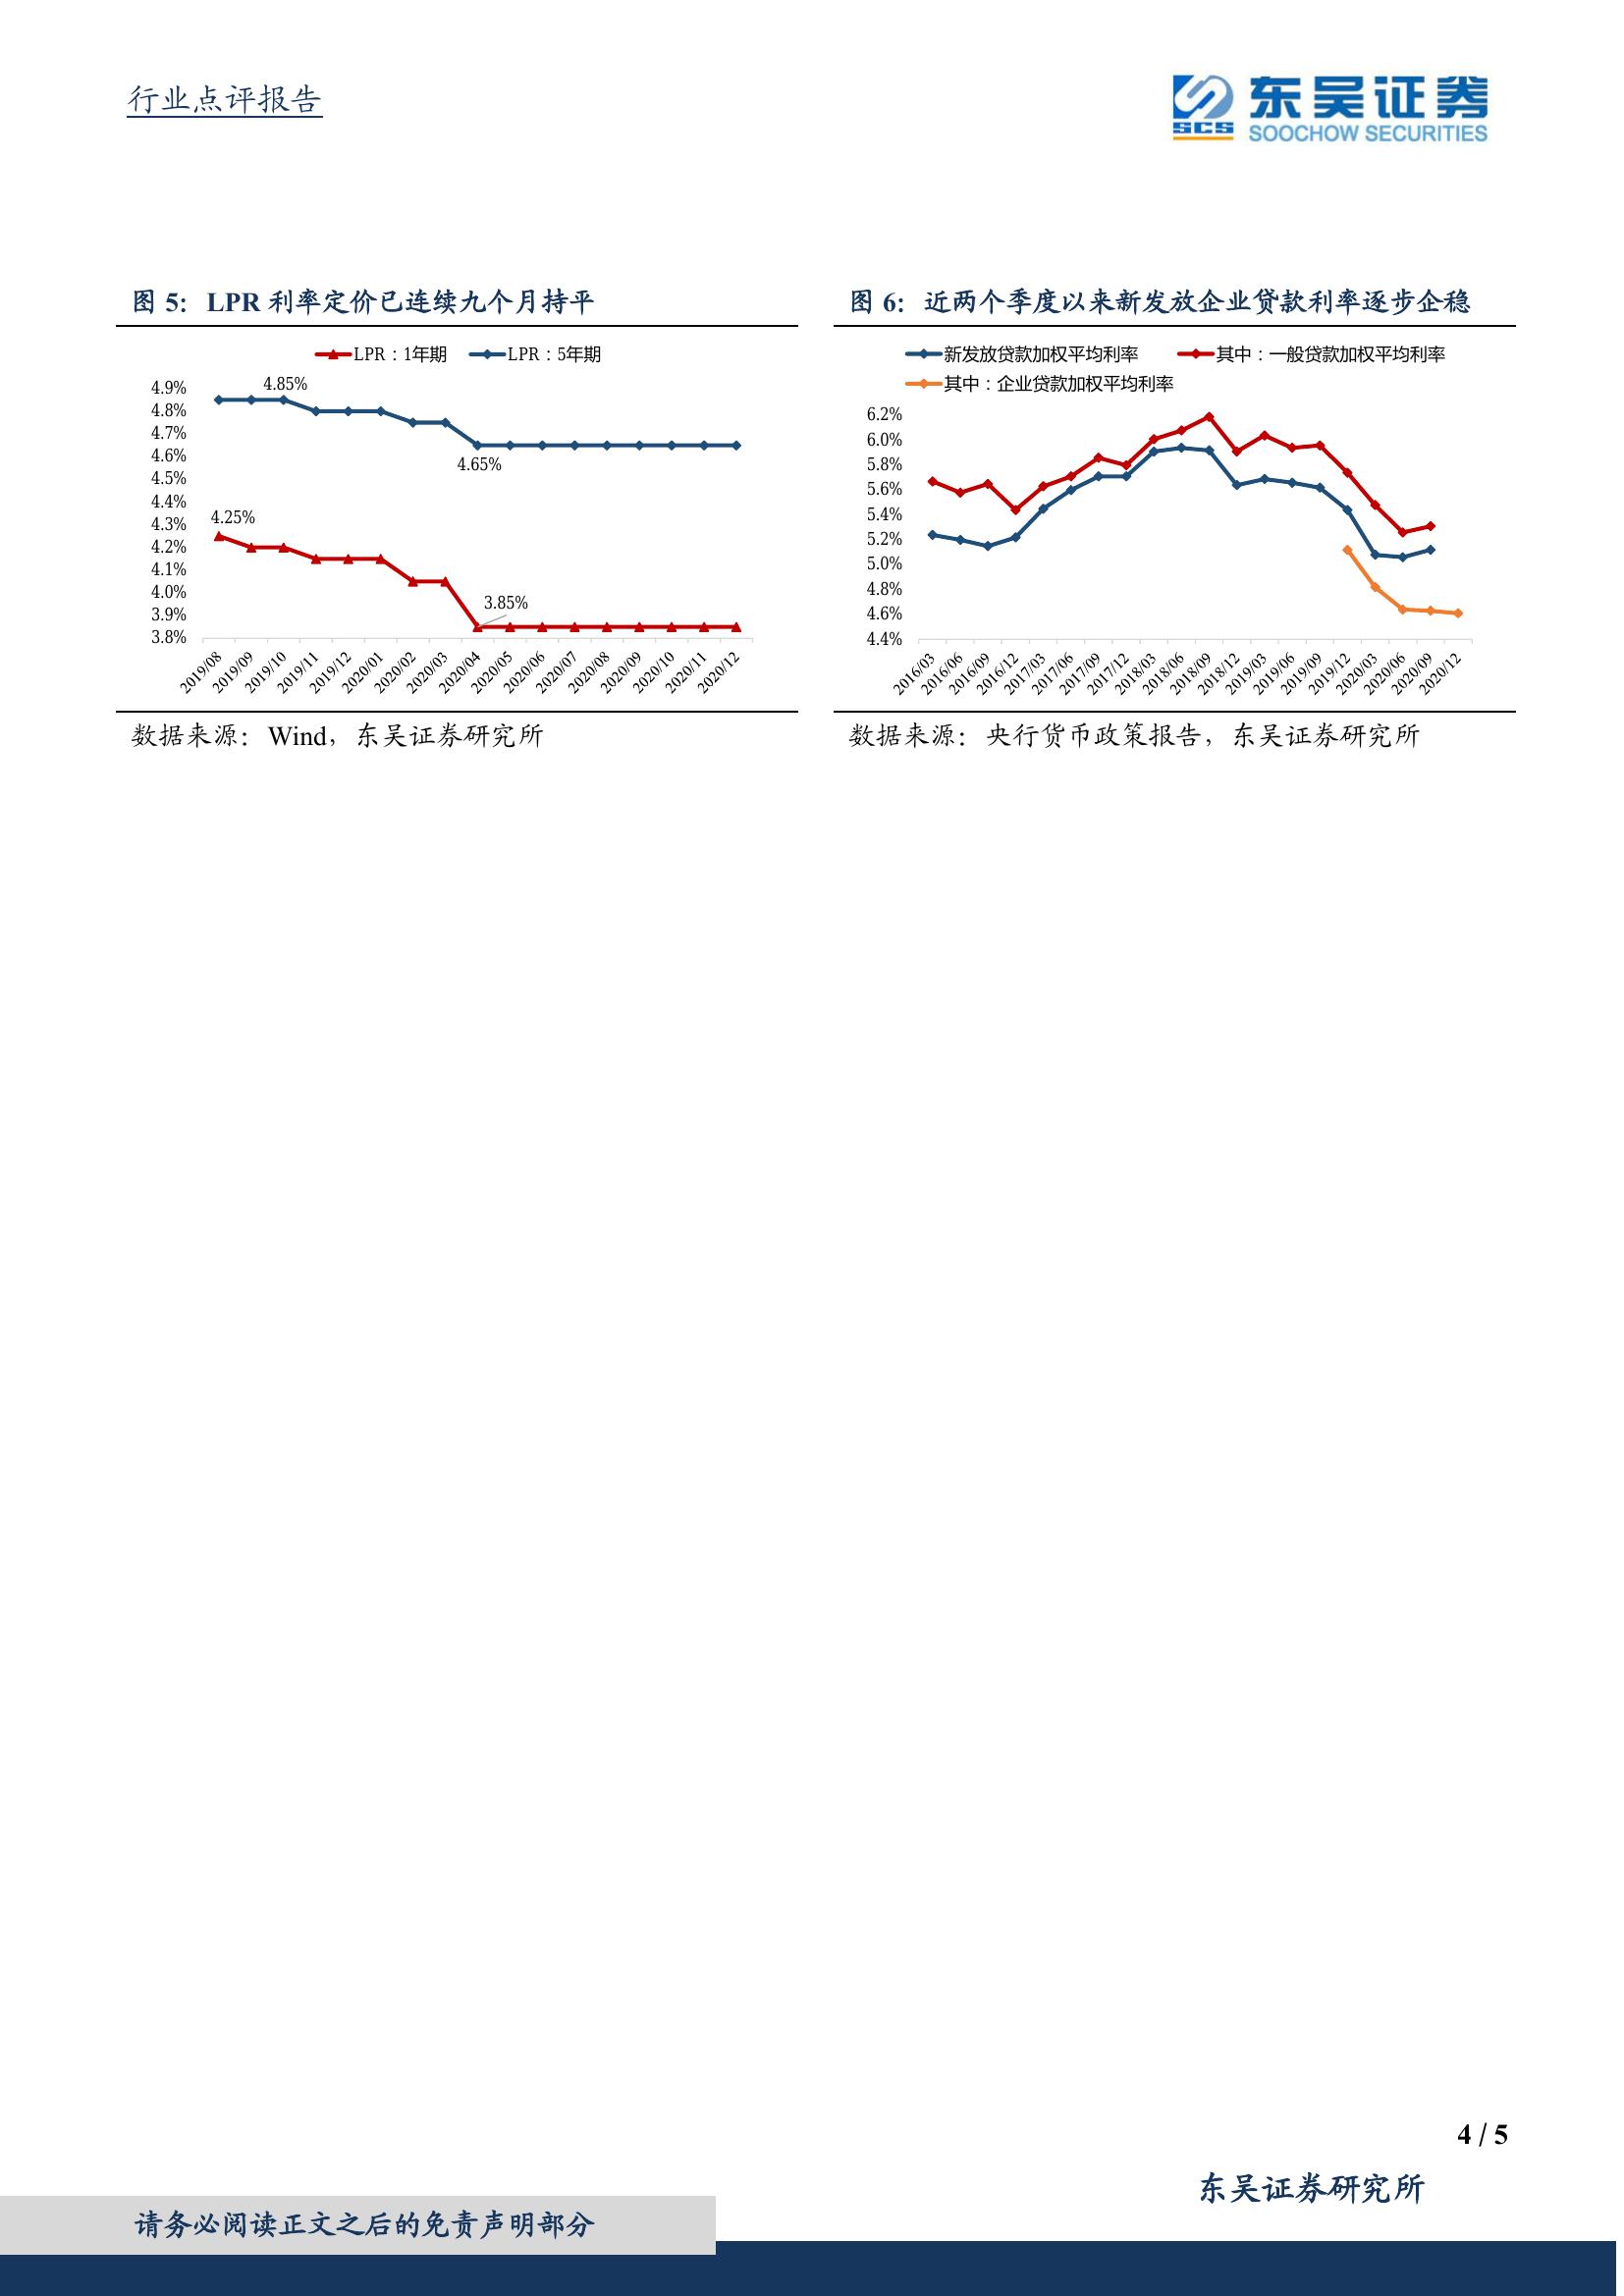 行业点评报告
SCS
东吴证券
SOOCHOW SECURITIES
图 5: LPR 利率定价已连续九个月持平
LPR：1年期 LPR：5年期
4.9%
4.8%
4.7%
4.6%
4.5%
4.4%
4.3%
4.2%
4.1%
4.0%
3.9%
3.8%
4.85%
4.65%
4.25%
3.85%
2019/08 2019/09 2019/10 2019/11 2019/12 2020/01 2020/02 2020/03 2020/04 2020/05 2020/06 2020/07 2020/08 2020/09 2020/10 2020/11 2020/12
数据来源：Wind，东吴证券研究所
图 6: 近两个季度以来新发放企业贷款利率逐步企稳
新发放贷款加权平均利率 其中：一般贷款加权平均利率
其中：企业贷款加权平均利率
6.2%
6.0%
5.8%
5.6%
5.4%
5.2%
5.0%
4.8%
4.6%
4.4%
2016/03 2016/06 2016/09 2016/12 2017/03 2017/06 2017/09 2017/12 2018/03 2018/06 2018/09 2018/12 2019/03 2019/06 2019/09 2019/12 2020/03 2020/06 2020/09 2020/12
数据来源：央行货币政策报告，东吴证券研究所
4 / 5
东吴证券研究所
请务必阅读正文之后的免责声明部分